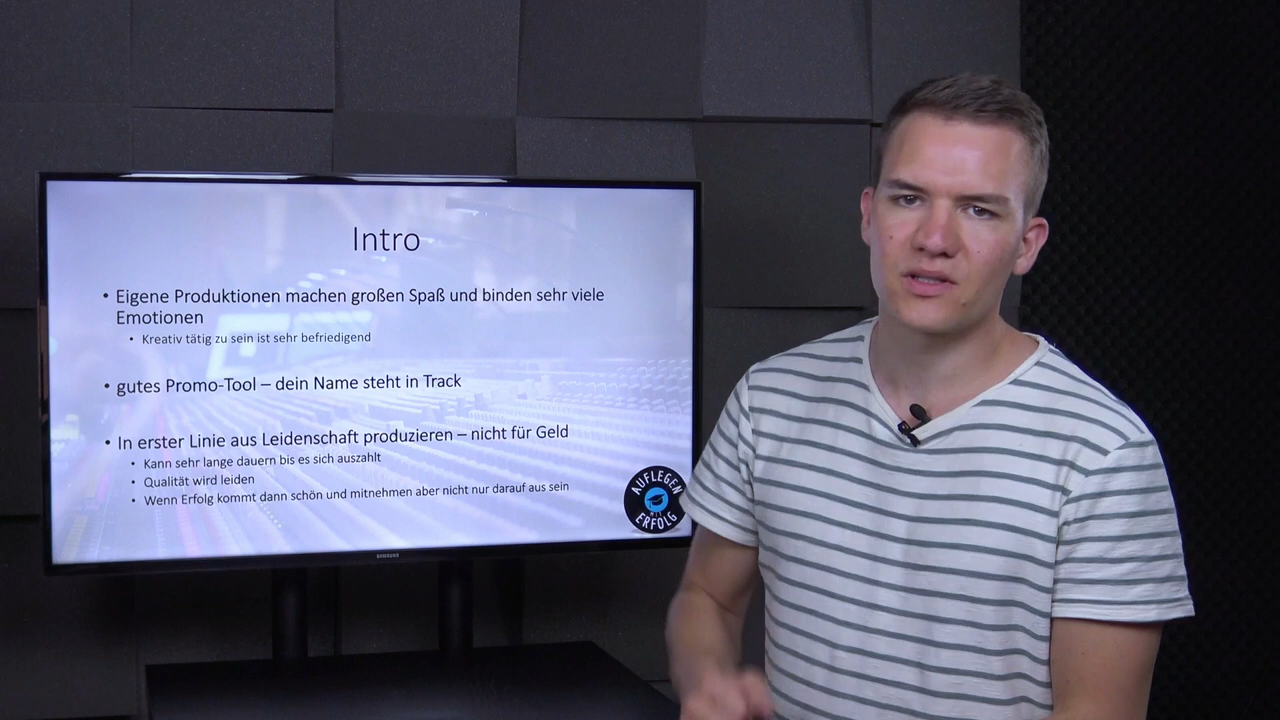 Intro
• Eigene Produktionen machen großen Spaß und binden sehr viele
Emotionen
• Kreativ tätig zu sein ist sehr befriedigend
• gutes Promo-Tool – dein Name steht in Track
• In erster Linie aus Leidenschaft produzieren – nicht für Geld
• Kann sehr lange dauern bis es sich auszahlt
• Qualität wird leiden
• Wenn Erfolg kommt dann schön und mitnehmen aber nicht nur darauf aus sein
AUFLEGEN
MIT
ERFOLG
SAMSUNG